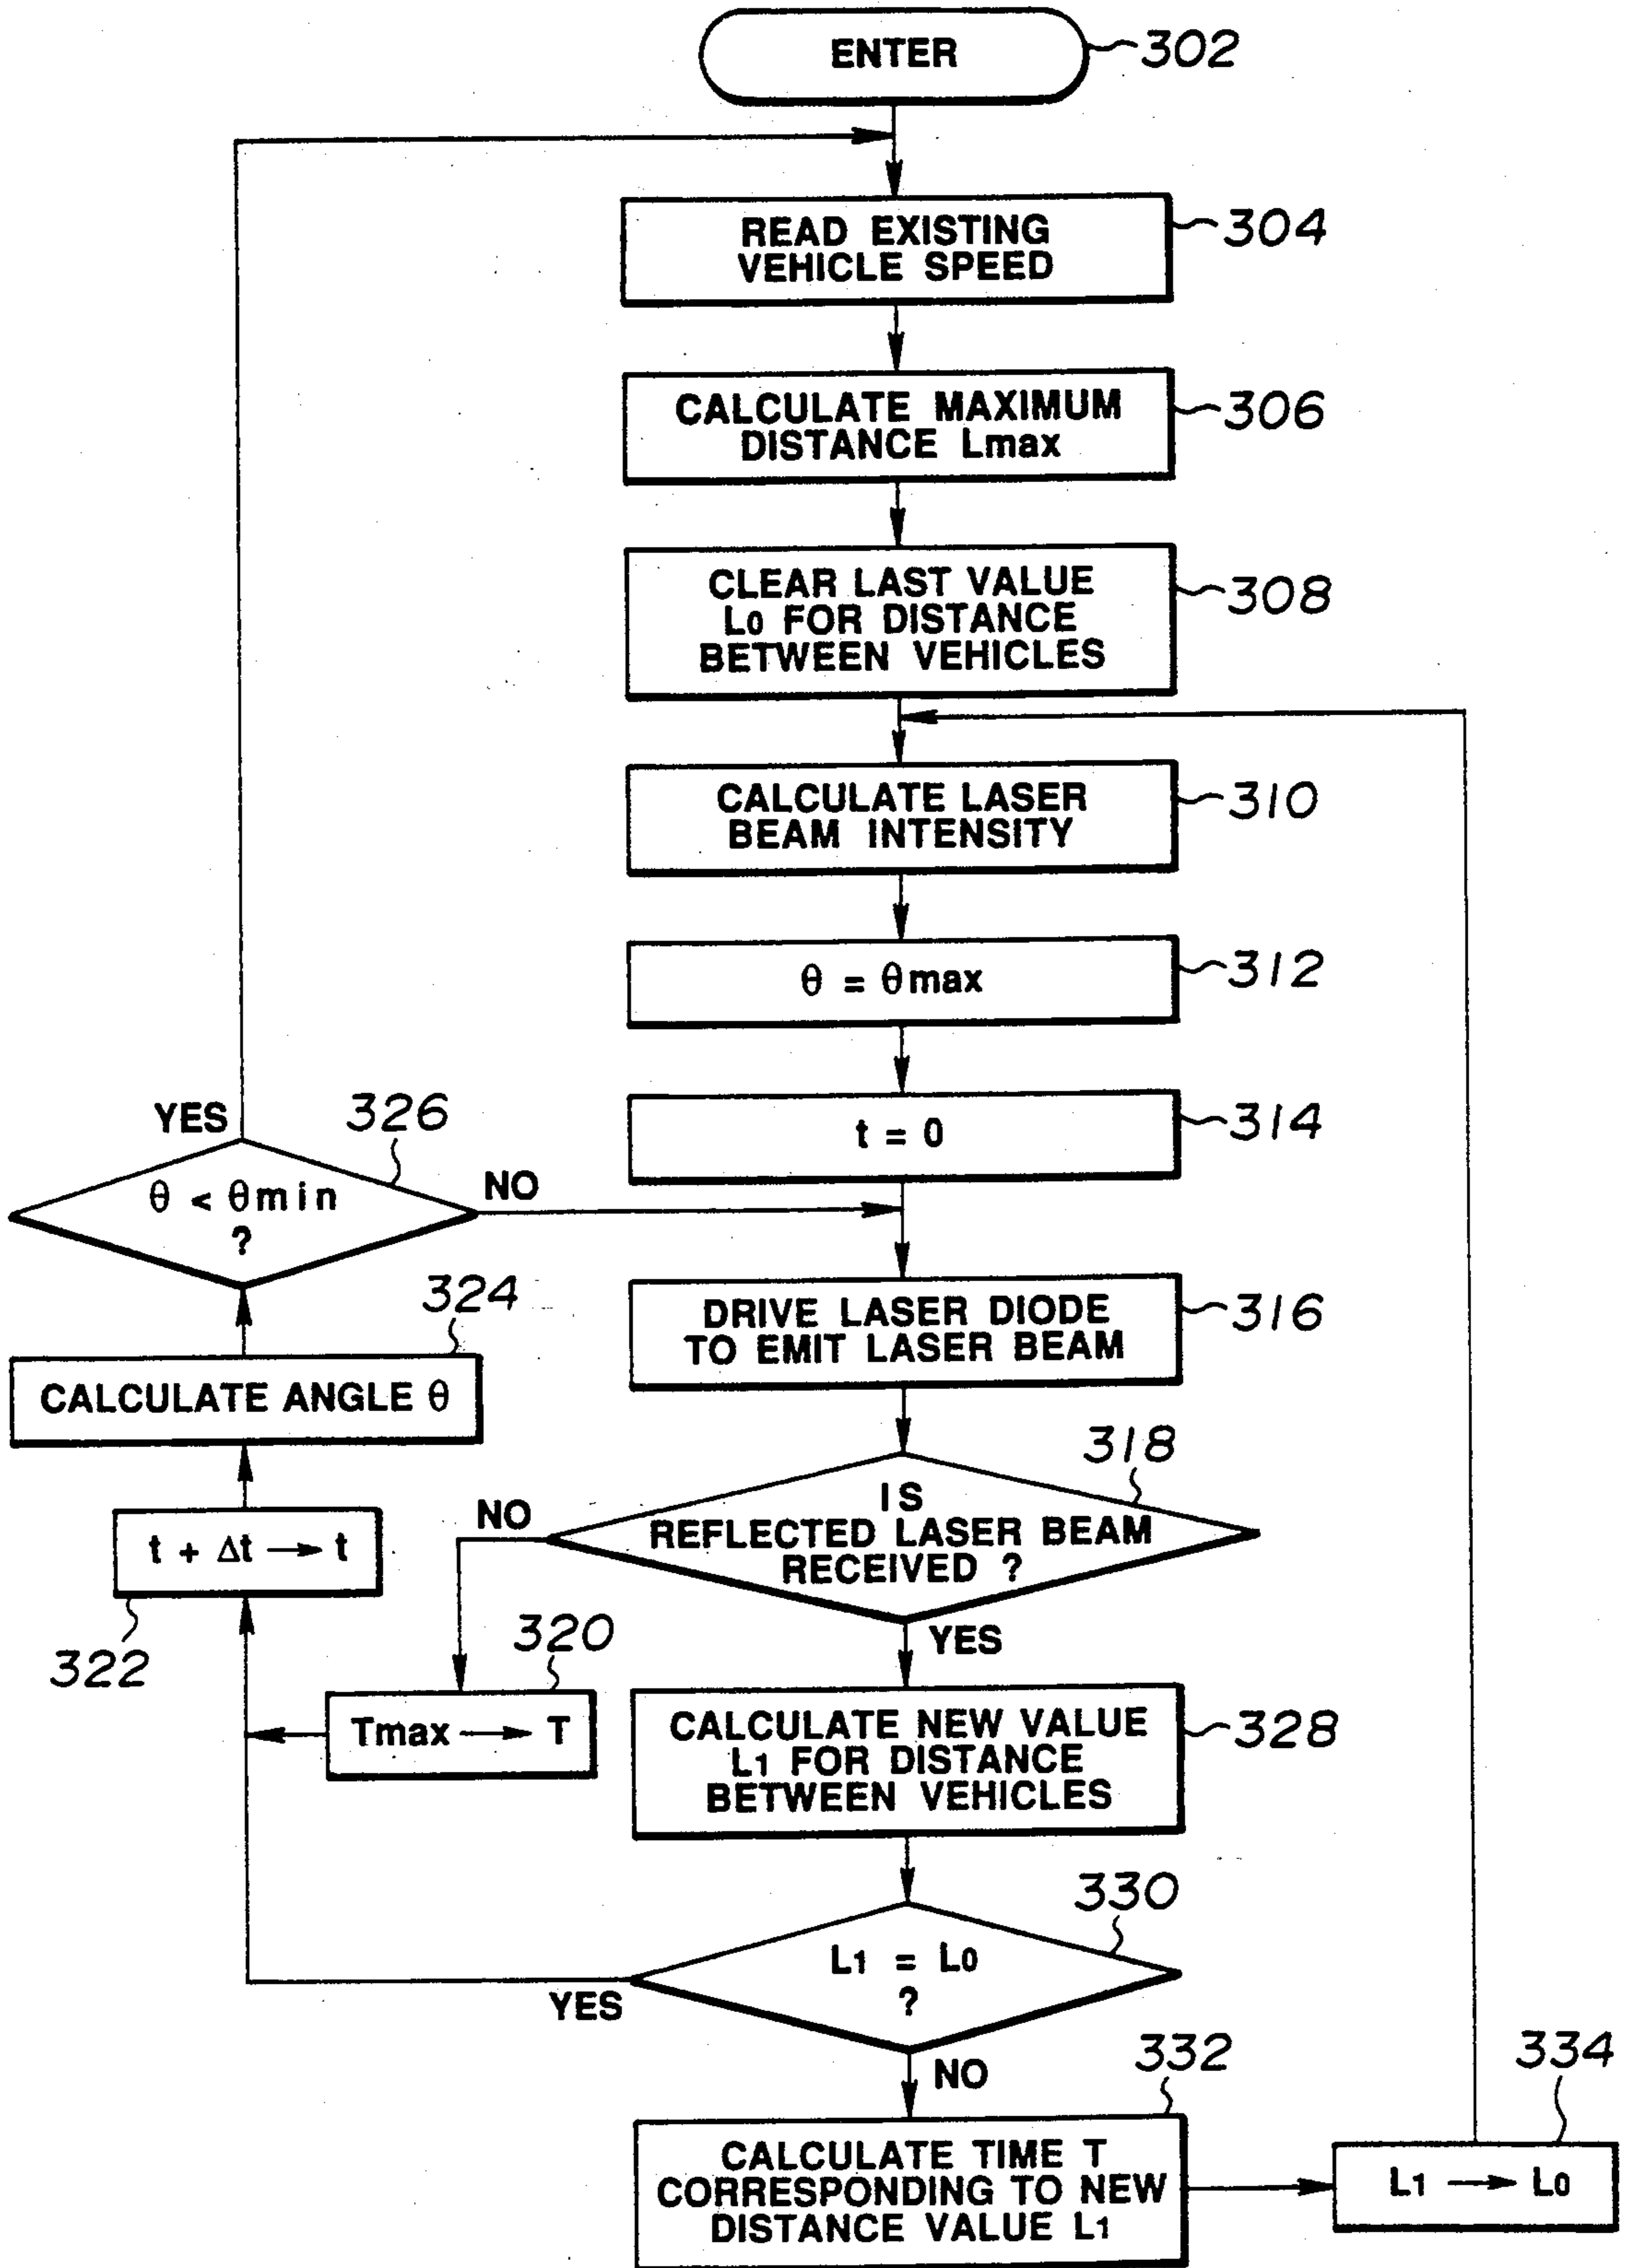 ENTER
302
READ EXISTING
VEHICLE SPEED
304
CALCULATE MAXIMUM
DISTANCE Lmax
306
CLEAR LAST VALUE
L0 FOR DISTANCE
BETWEEN VEHICLES
308
CALCULATE LASER
BEAM INTENSITY
310
θ = θmax
312
t = 0
314
YES
326
θ < θmin
?
NO
DRIVE LASER DIODE
TO EMIT LASER BEAM
316
324
CALCULATE ANGLE θ
318
IS
REFLECTED LASER BEAM
RECEIVED ?
NO
YES
t + Δt → t
322
320
Tmax → T
CALCULATE NEW VALUE
L1 FOR DISTANCE
BETWEEN VEHICLES
328
330
L1 = L0
?
YES
NO
332
CALCULATE TIME T
CORRESPONDING TO NEW
DISTANCE VALUE L1
334
L1 → L0